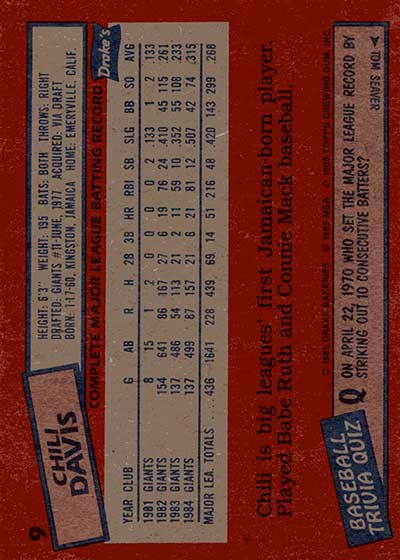 9
CHILI
DAVIS
HEIGHT: 6'3" WEIGHT: 195 BATS: BOTH THROWS: RIGHT
DRAFTED: GIANTS #11-JUNE, 1977 ACQUIRED: VIA DRAFT
BORN: 1-17-60, KINGSTON, JAMAICA HOME: EMERYVILLE, CALIF.
COMPLETE MAJOR LEAGUE BATTING RECORD
Drake's
YEAR CLUB G AB R H 2B 3B HR RBI SB SLG BB SO AVG
1981 GIANTS 8 15 1 2 0 0 0 0 2 .133 1 2 .133
1982 GIANTS 154 641 86 167 27 6 19 76 24 .410 45 115 .261
1983 GIANTS 137 486 54 113 21 2 11 59 10 .352 55 108 .233
1984 GIANTS 137 499 87 157 21 6 21 81 12 .507 42 74 .315
MAJOR LEA. TOTALS .... 436 1641 228 439 69 14 51 216 48 .420 143 299 .268
Chili is big leagues' first Jamaican-born player.
Played Babe Ruth and Connie Mack baseball.
© DRAKE BAKERIES © 1985 © 1985 TOPPS CHEWING GUM, INC.
BASEBALL
TRIVIA QUIZ
Q ON APRIL 22, 1970 WHO SET THE MAJOR LEAGUE RECORD BY
STRIKING OUT 10 CONSECUTIVE BATTERS?
A TOM SEAVER